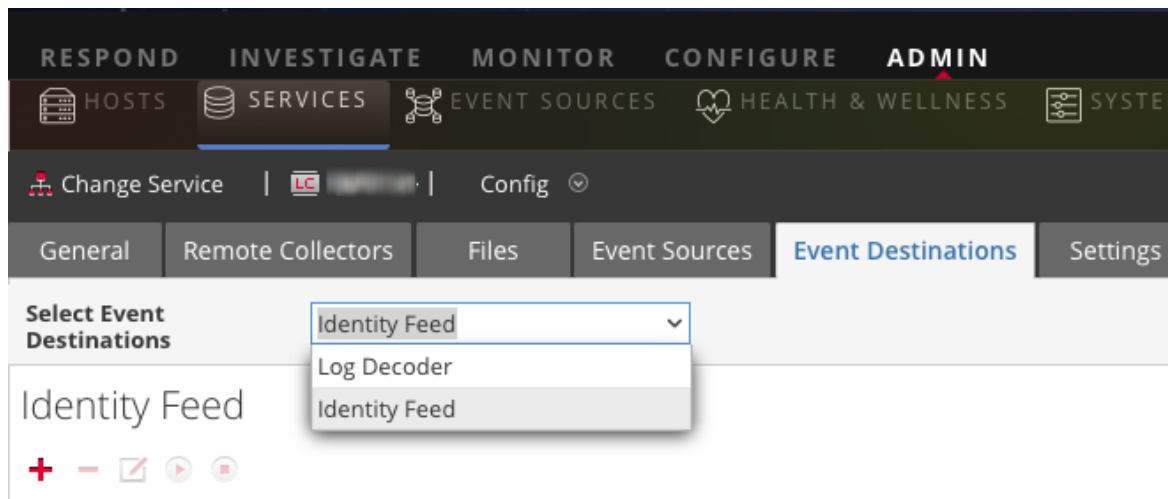 RESPOND INVESTIGATE MONITOR CONFIGURE ADMIN
HOSTS SERVICES EVENT SOURCES HEALTH & WELLNESS SYSTE
Change Service | LC | Config
General Remote Collectors Files Event Sources Event Destinations Settings
Select Event
Destinations
Identity Feed
Log Decoder
Identity Feed
Identity Feed